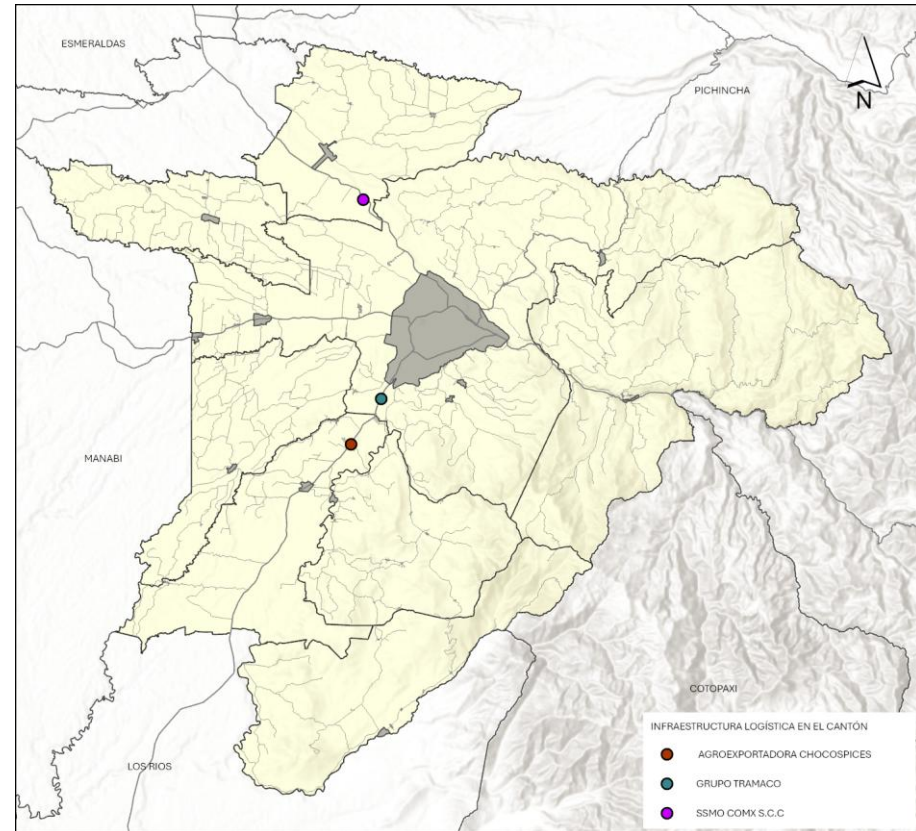 ESMERALDAS
PICHINCHA
N
MANABI
COTOPAXI
LOS RIOS
INFRAESTRUCTURA LOGÍSTICA EN EL CANTÓN
AGROEXPORTADORA CHOCOSPICES
GRUPO TRAMACO
SSMO COMX S.C.C